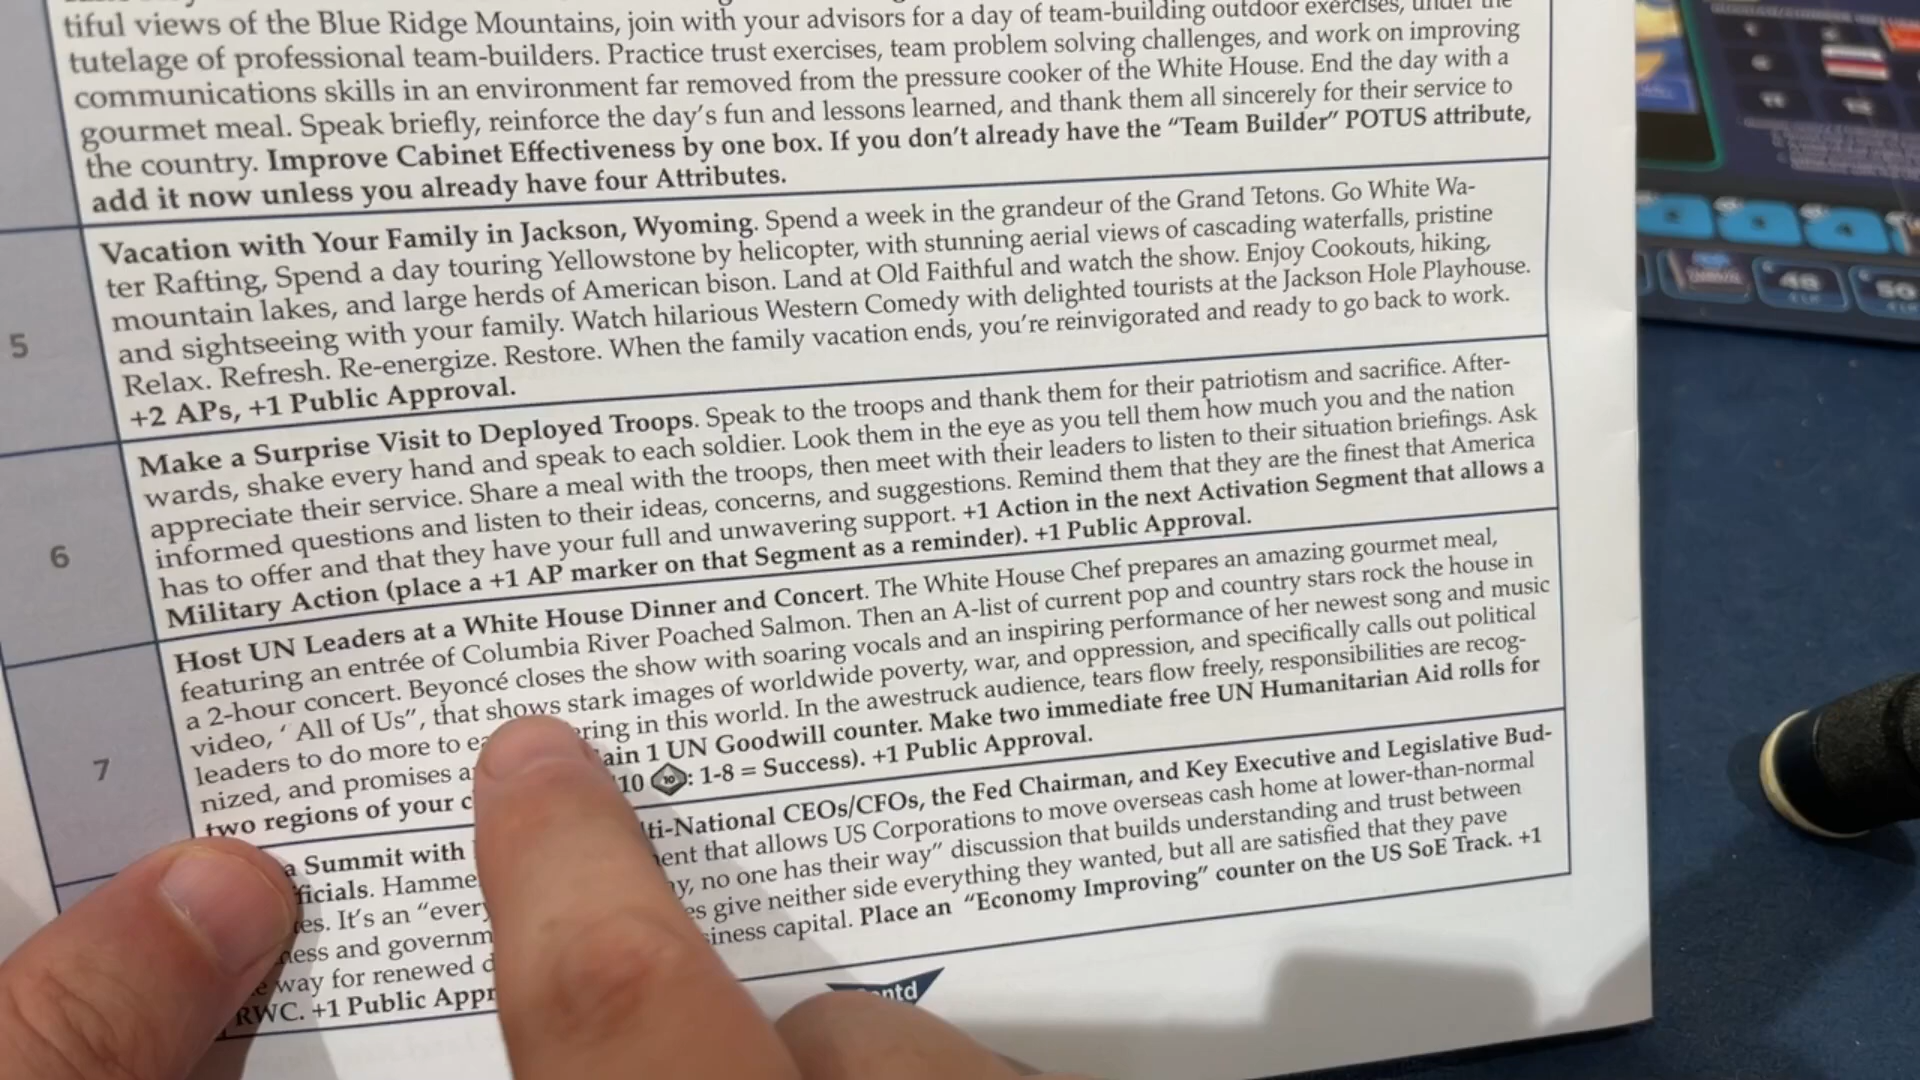 tiful views of the Blue Ridge Mountains, join with your advisors for a day of team-building outdoor exercises, under the
tutelage of professional team-builders. Practice trust exercises, team problem solving challenges, and work on improving
communications skills in an environment far removed from the pressure cooker of the White House. End the day with a
gourmet meal. Speak briefly, reinforce the day's fun and lessons learned, and thank them all sincerely for their service to
the country. Improve Cabinet Effectiveness by one box. If you don't already have the "Team Builder" POTUS attribute,
add it now unless you already have four Attributes.
5
Vacation with Your Family in Jackson, Wyoming. Spend a week in the grandeur of the Grand Tetons. Go White Wa-
ter Rafting, Spend a day touring Yellowstone by helicopter, with stunning aerial views of cascading waterfalls, pristine
mountain lakes, and large herds of American bison. Land at Old Faithful and watch the show. Enjoy Cookouts, hiking,
and sightseeing with your family. Watch hilarious Western Comedy with delighted tourists at the Jackson Hole Playhouse.
Relax. Refresh. Re-energize. Restore. When the family vacation ends, you're reinvigorated and ready to go back to work.
+2 APs, +1 Public Approval.
6
Make a Surprise Visit to Deployed Troops. Speak to the troops and thank them for their patriotism and sacrifice. After-
wards, shake every hand and speak to each soldier. Look them in the eye as you tell them how much you and the nation
appreciate their service. Share a meal with the troops, then meet with their leaders to listen to their situation briefings. Ask
informed questions and listen to their ideas, concerns, and suggestions. Remind them that they are the finest that America
has to offer and that they have your full and unwavering support. +1 Action in the next Activation Segment that allows a
Military Action (place a +1 AP marker on that Segment as a reminder). +1 Public Approval.
7
Host UN Leaders at a White House Dinner and Concert. The White House Chef prepares an amazing gourmet meal,
featuring an entrée of Columbia River Poached Salmon. Then an A-list of current pop and country stars rock the house in
a 2-hour concert. Beyoncé closes the show with soaring vocals and an inspiring performance of her newest song and music
video, "All of Us", that shows stark images of worldwide poverty, war, and oppression, and specifically calls out political
leaders to do more to ring in this world. In the awestruck audience, tears flow freely, responsibilities are recog-
nized, and promises ain 1 UN Goodwill counter. Make two immediate free UN Humanitarian Aid rolls for
two regions of your 10 10: 1-8 = Success). +1 Public Approval.
a Summit with ti-National CEOs/CFOs, the Fed Chairman, and Key Executive and Legislative Bud-
ficials. Hamme ent that allows US Corporations to move overseas cash home at lower-than-normal
es. It's an "every y, no one has their way" discussion that builds understanding and trust between
ness and governm es give neither side everything they wanted, but all are satisfied that they pave
way for renewed siness capital. Place an "Economy Improving" counter on the US SoE Track. +1
RWC. +1 Public Appr
ntd